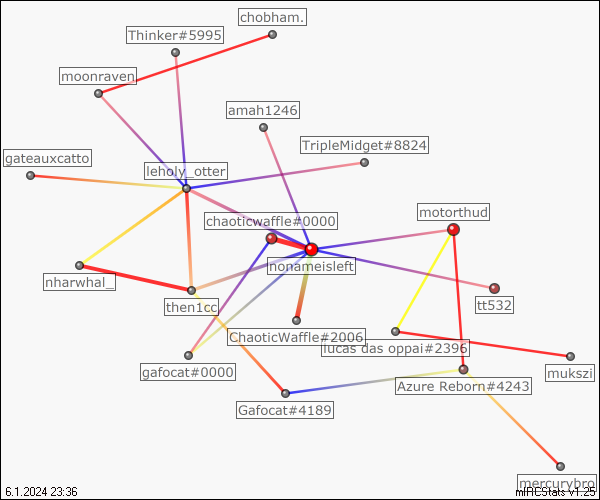 chobham.
Thinker#5995
moonraven
amah1246
TripleMidget#8824
gateauxcatto
leholy_otter
chaoticwaffle#0000
motorthud
nonameisleft
nharwhal_
then1cc
tt532
ChaoticWaffle#2006
lucas das oppai#2396
gafocat#0000
mukszi
Azure Reborn#4243
Gafocat#4189
mercurybro
6.1.2024 23:36
mIRCStats v1.25